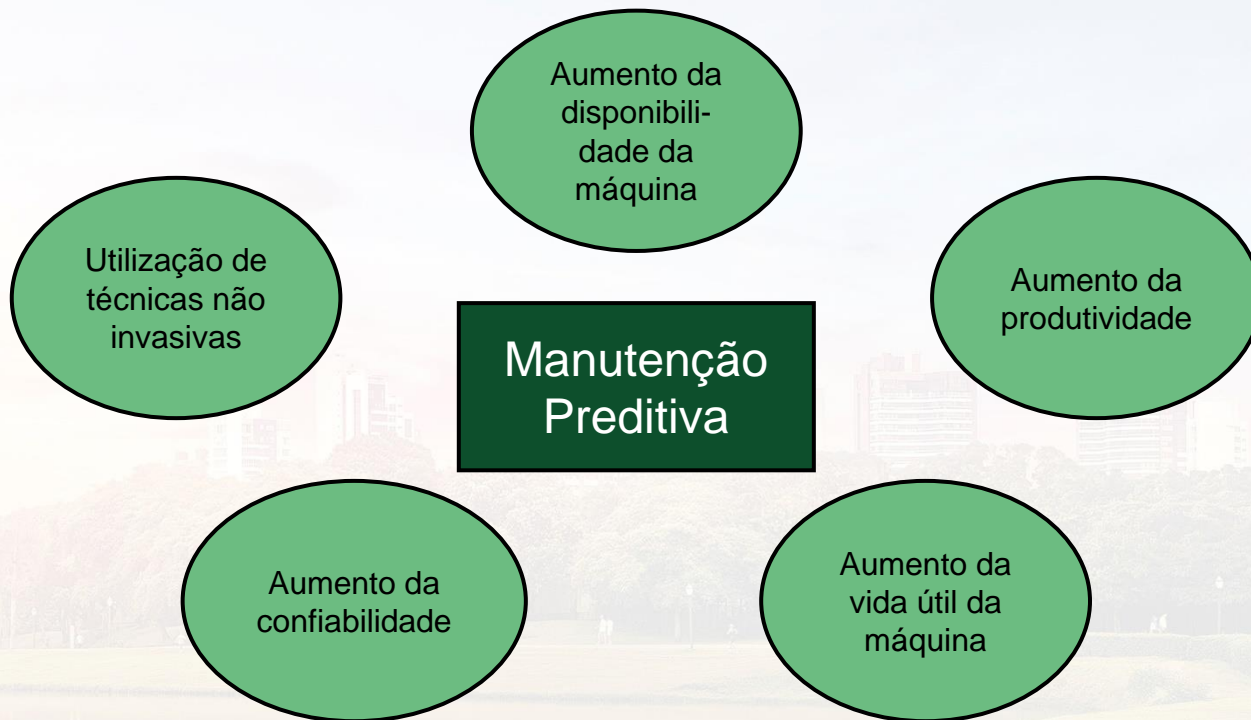 Aumento da
disponibili-
dade da
máquina
Utilização de
técnicas não
invasivas
Aumento da
produtividade
Manutenção
Preditiva
Aumento da
confiabilidade
Aumento da
vida útil da
máquina